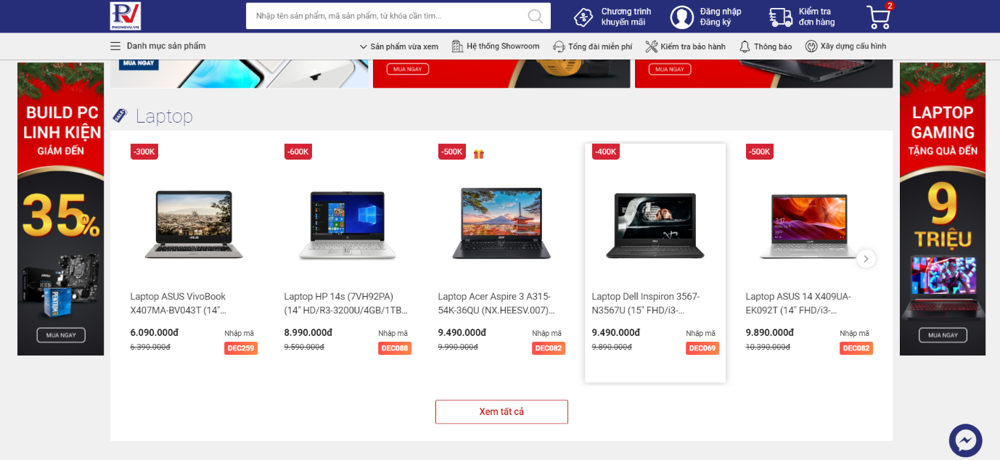 PV
PHONGVU.VN
Nhập tên sản phẩm, mã sản phẩm, từ khóa cần tìm...
Chương trình
khuyến mãi
Đăng nhập
Đăng ký
Kiểm tra
đơn hàng
2
Danh mục sản phẩm
Sản phẩm vừa xem
Hệ thống Showroom
Tổng đài miễn phí
Kiểm tra bảo hành
Thông báo
Xây dựng cấu hình
MUA NGAY
MUA NGAY
MUA NGAY
BUILD PC
LINH KIỆN
GIẢM ĐẾN
35%
PENTIUM
MUA NGAY
LAPTOP
GAMING
TẶNG QUÀ ĐẾN
9
TRIỆU
MUA NGAY
SALE
Laptop
-300K
-600K
-500K
-400K
-500K
ASUS
3:17
Laptop ASUS VivoBook
X407MA-BV043T (14"...
6.090.000đ
6.390.000đ
Nhập mã
DEC259
Laptop HP 14s (7VH92PA)
(14" HD/R3-3200U/4GB/1TB...
8.990.000đ
9.590.000đ
Nhập mã
DEC088
Laptop Acer Aspire 3 A315-
54K-36QU (NX.HEESV.007)...
9.490.000đ
9.990.000đ
Nhập mã
DEC082
Laptop Dell Inspiron 3567-
N3567U (15" FHD/i3-...
9.490.000đ
9.890.000đ
Nhập mã
DEC069
Laptop ASUS 14 X409UA-
EK092T (14" FHD/i3-...
9.890.000đ
10.390.000đ
Nhập mã
DEC082
Xem tất cả